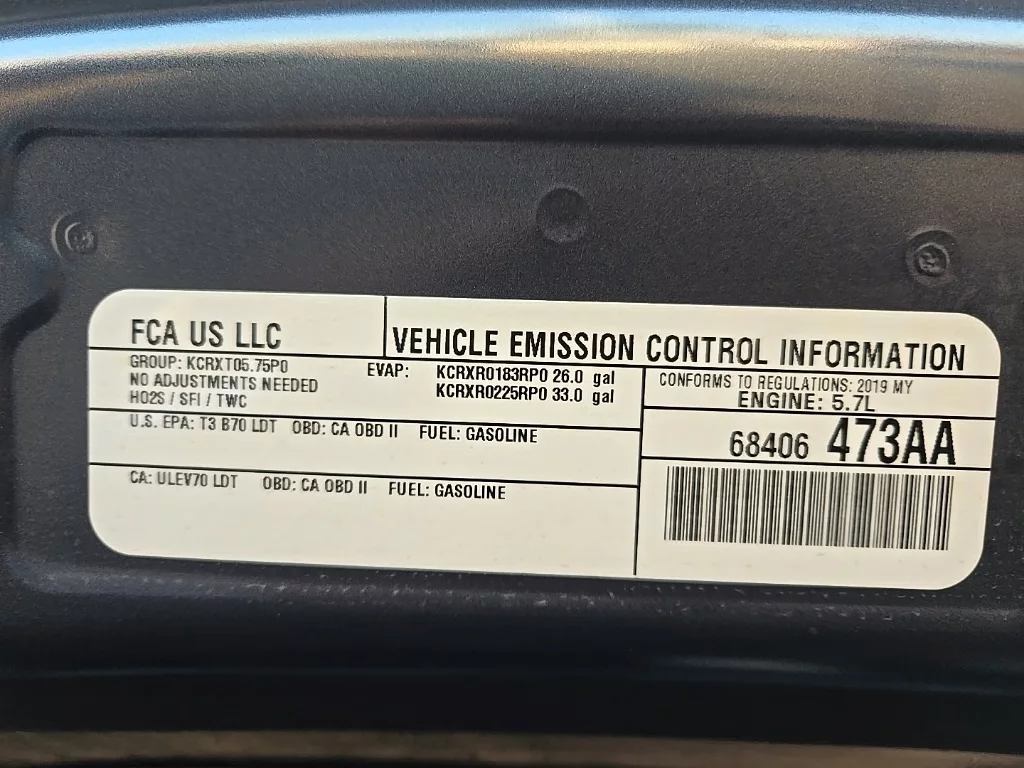 FCA US LLC
VEHICLE EMISSION CONTROL INFORMATION
GROUP: KCRXT05.75P0
NO ADJUSTMENTS NEEDED
HO2S / SFI / TWC
EVAP: KCRXR0183RP0 26.0 gal
KCRXR0225RP0 33.0 gal
CONFORMS TO REGULATIONS: 2019 MY
ENGINE: 5.7L
U.S. EPA: T3 B70 LDT OBD: CA OBD II FUEL: GASOLINE
68406 473AA
CA: ULEV70 LDT OBD: CA OBD II FUEL: GASOLINE